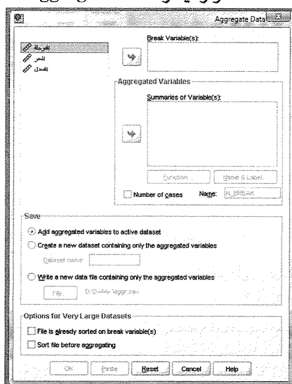 Aggregate Data
المرحلة
الشهر
المعدل
Break Variable(s):
Aggregated Variables
Summaries of Variable(s):
Function
Name & Label
Number of cases
Name:
N_BREAK
Save
Add aggregated variables to active dataset
Create a new dataset containing only the aggregated variables
Dataset name:
Write a new data file containing only the aggregated variables
File
Options for Very Large Datasets
File is already sorted on break variable(s)
Sort file before aggregating
OK
Paste
Reset
Cancel
Help